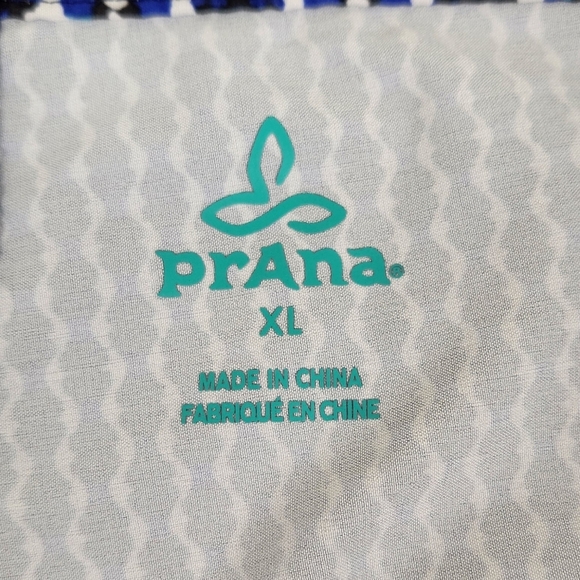 prAna®
XL
MADE IN CHINA
FABRIQUÉ EN CHINE